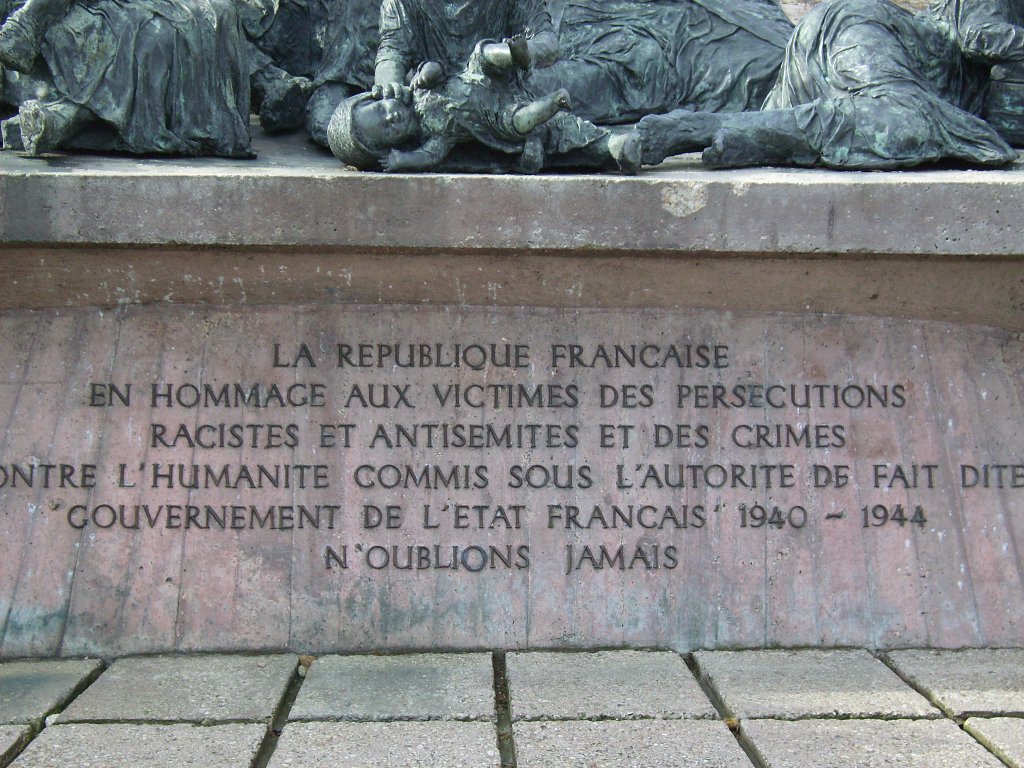 LA REPUBLIQUE FRANCAISE
EN HOMMAGE AUX VICTIMES DES PERSECUTIONS
RACISTES ET ANTISEMITES ET DES CRIMES
ONTRE L'HUMANITE COMMIS SOUS L'AUTORITE DE FAIT DITE
"GOUVERNEMENT DE L'ETAT FRANCAIS" 1940 - 1944
N'OUBLIONS JAMAIS